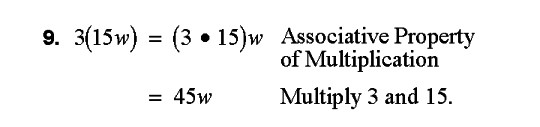 9. 3(15w) = (3 • 15)w Associative Property
of Multiplication
= 45w Multiply 3 and 15.